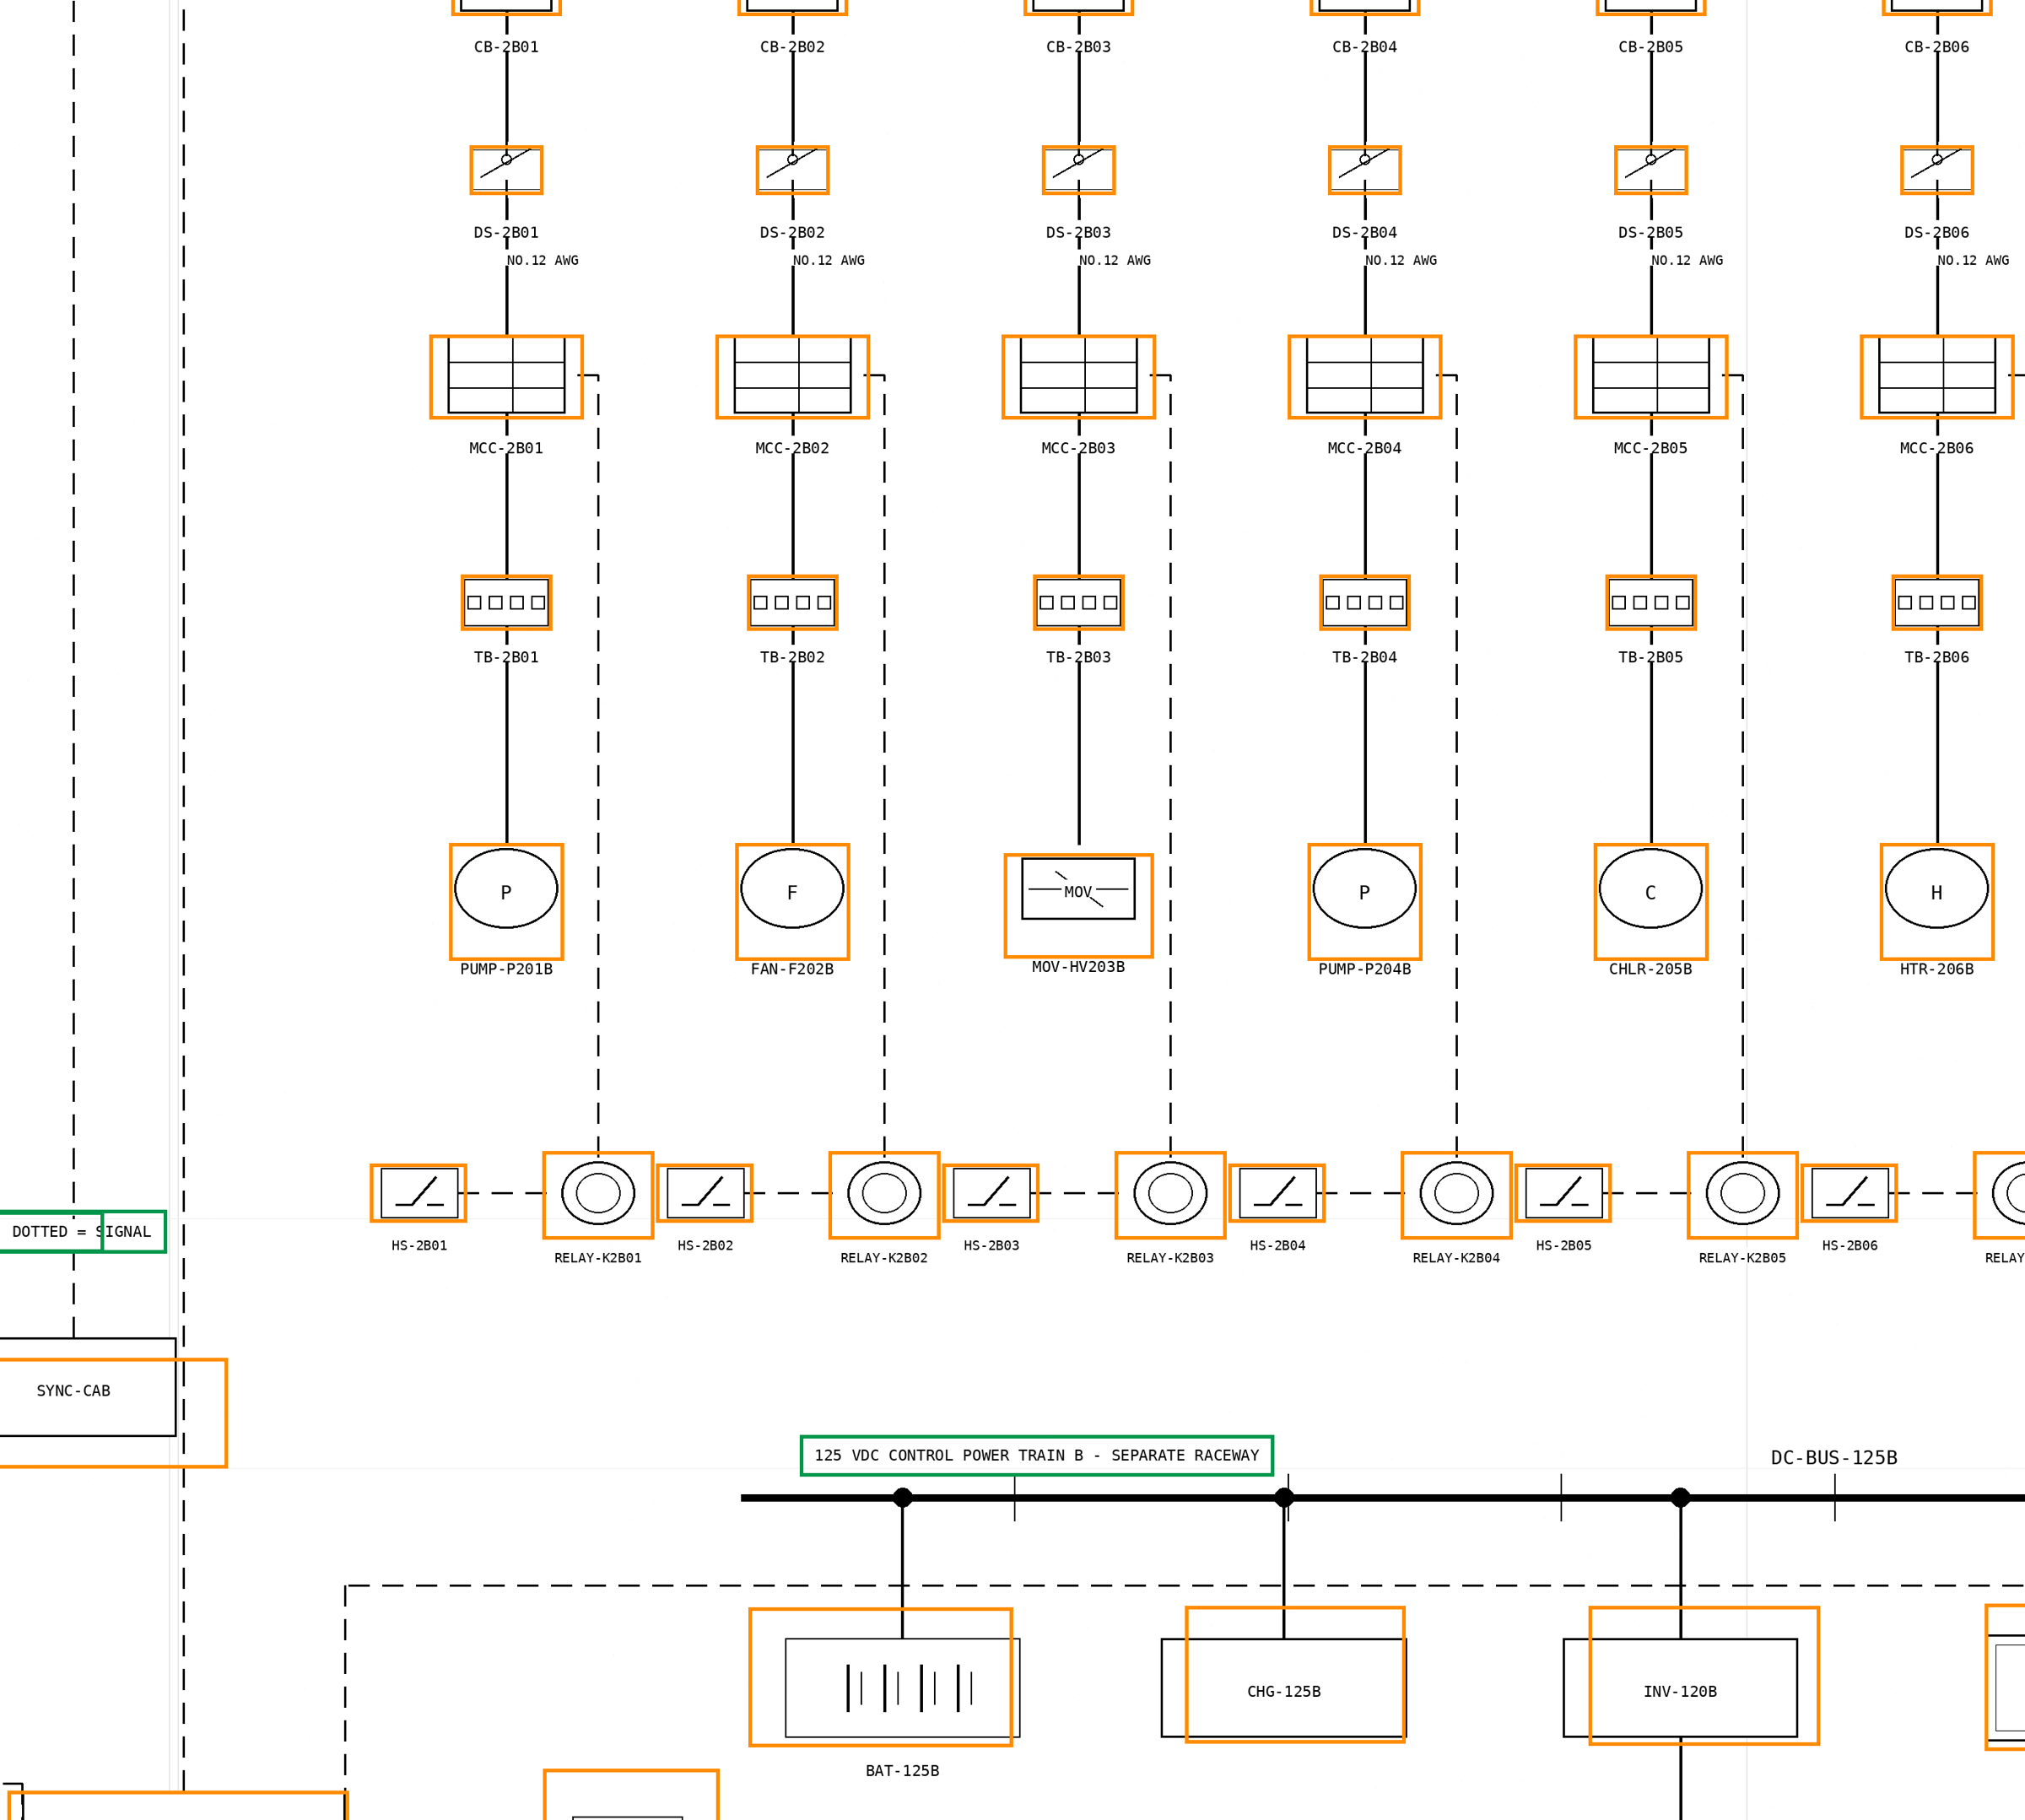 CB-2B01 CB-2B02 CB-2B03 CB-2B04 CB-2B05 CB-2B06
DS-2B01 DS-2B02 DS-2B03 DS-2B04 DS-2B05 DS-2B06
NO.12 AWG NO.12 AWG NO.12 AWG NO.12 AWG NO.12 AWG NO.12 AWG
MCC-2B01 MCC-2B02 MCC-2B03 MCC-2B04 MCC-2B05 MCC-2B06
TB-2B01 TB-2B02 TB-2B03 TB-2B04 TB-2B05 TB-2B06
P F MOV P C H
PUMP-P201B FAN-F202B MOV-HV203B PUMP-P204B CHLR-205B HTR-206B
DOTTED = SIGNAL
HS-2B01 RELAY-K2B01 HS-2B02 RELAY-K2B02 HS-2B03 RELAY-K2B03 HS-2B04 RELAY-K2B04 HS-2B05 RELAY-K2B05 HS-2B06 RELAY
SYNC-CAB
125 VDC CONTROL POWER TRAIN B - SEPARATE RACEWAY
DC-BUS-125B
CHG-125B INV-120B
BAT-125B